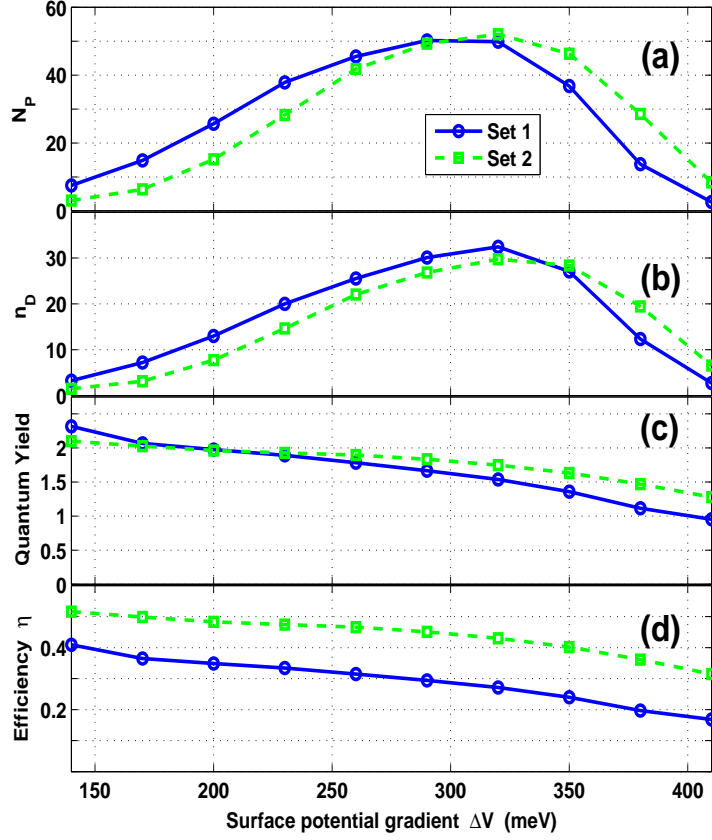 60
40
20
0
N_P
(a)
Set 1
Set 2
30
20
10
0
n_D
(b)
2
1.5
1
0.5
0
Quantum Yield
(c)
0.4
0.2
Efficiency η
(d)
150 200 250 300 350 400
Surface potential gradient ΔV (meV)